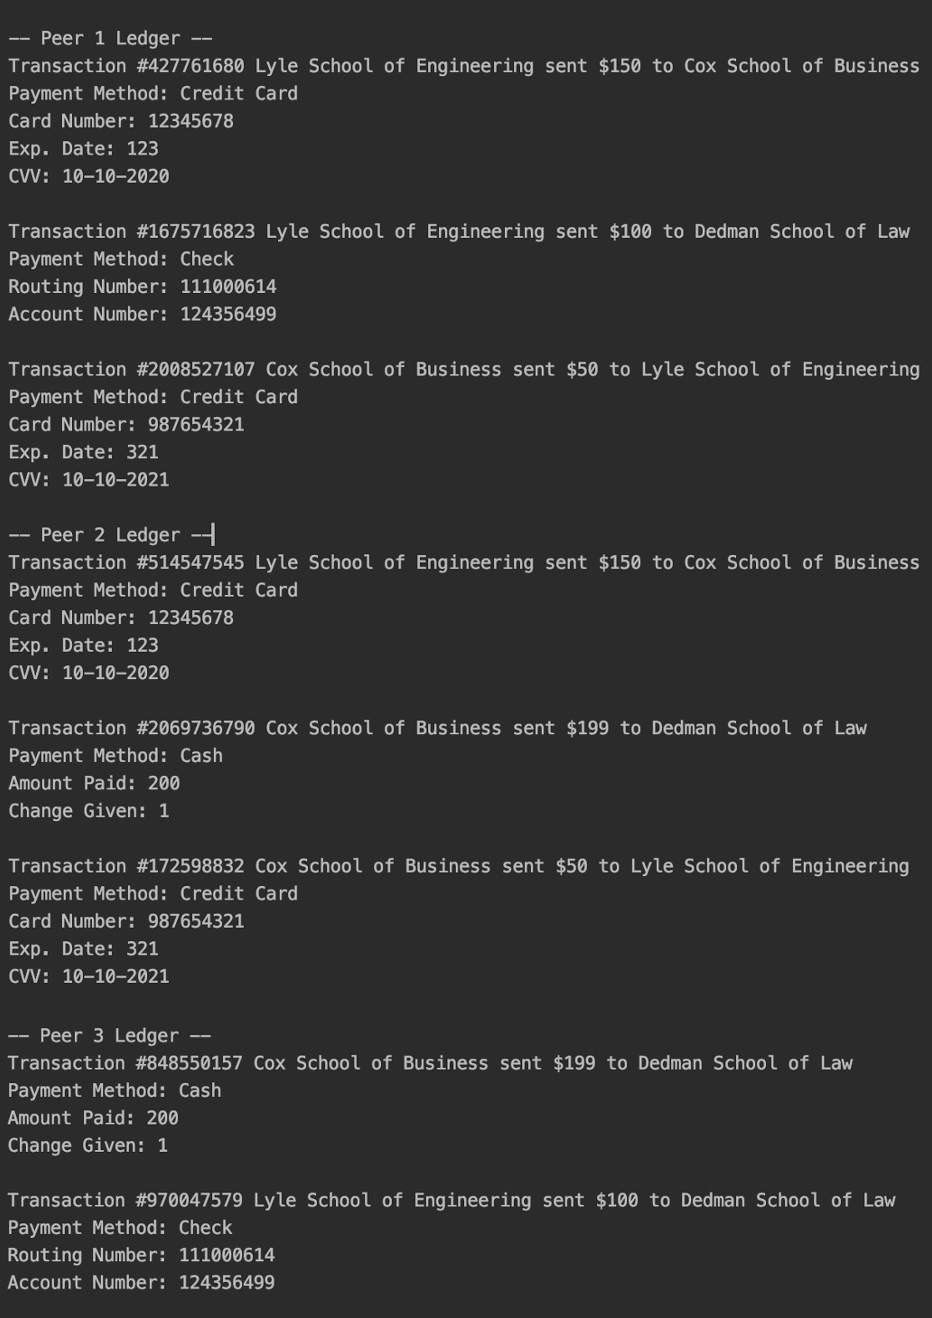 -- Peer 1 Ledger --
Transaction #427761680 Lyle School of Engineering sent $150 to Cox School of Business
Payment Method: Credit Card
Card Number: 12345678
Exp. Date: 123
CVV: 10-10-2020
Transaction #1675716823 Lyle School of Engineering sent $100 to Dedman School of Law
Payment Method: Check
Routing Number: 111000614
Account Number: 124356499
Transaction #2008527107 Cox School of Business sent $50 to Lyle School of Engineering
Payment Method: Credit Card
Card Number: 987654321
Exp. Date: 321
CVV: 10-10-2021
-- Peer 2 Ledger --
Transaction #514547545 Lyle School of Engineering sent $150 to Cox School of Business
Payment Method: Credit Card
Card Number: 12345678
Exp. Date: 123
CVV: 10-10-2020
Transaction #2069736790 Cox School of Business sent $199 to Dedman School of Law
Payment Method: Cash
Amount Paid: 200
Change Given: 1
Transaction #172598832 Cox School of Business sent $50 to Lyle School of Engineering
Payment Method: Credit Card
Card Number: 987654321
Exp. Date: 321
CVV: 10-10-2021
-- Peer 3 Ledger --
Transaction #848550157 Cox School of Business sent $199 to Dedman School of Law
Payment Method: Cash
Amount Paid: 200
Change Given: 1
Transaction #970047579 Lyle School of Engineering sent $100 to Dedman School of Law
Payment Method: Check
Routing Number: 111000614
Account Number: 124356499